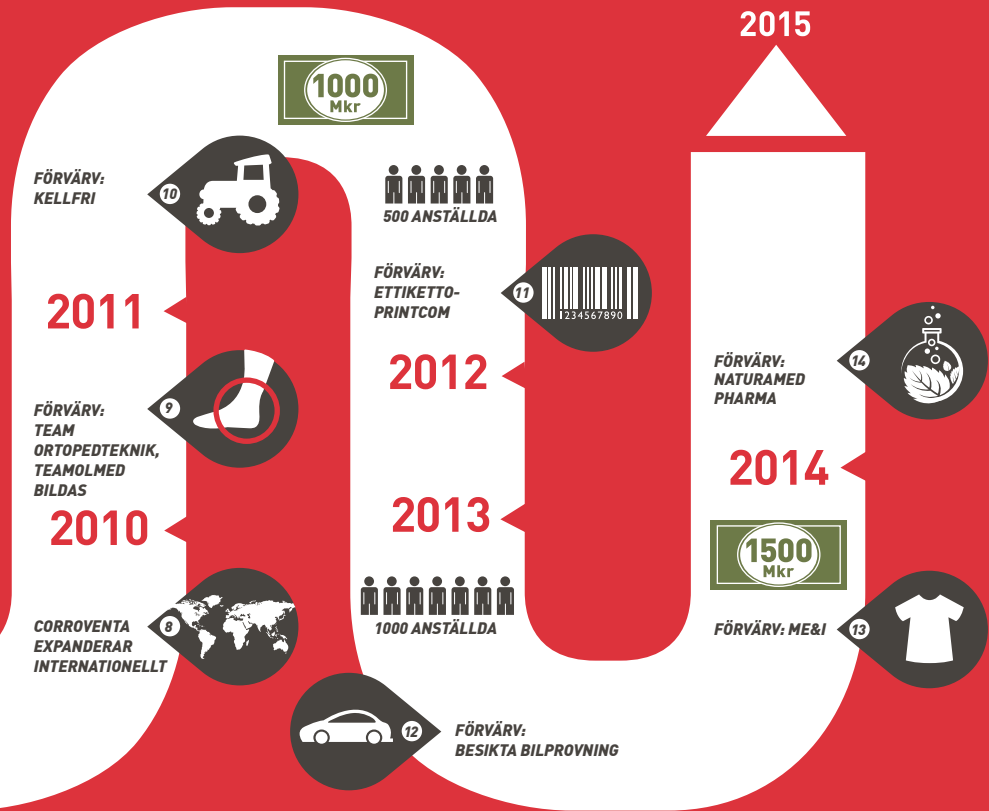 CORROVENTA
EXPANDERAR
INTERNATIONELLT
8
2010
FÖRVÄRV:
TEAM
ORTOPEDTEKNIK,
TEAMOLMED
BILDAS
9
2011
FÖRVÄRV:
KELLFRI
10
1000
Mkr
500 ANSTÄLLDA
FÖRVÄRV:
ETTIKETTO-
PRINTCOM
11
1234567890
2012
2013
1000 ANSTÄLLDA
12
FÖRVÄRV:
BESIKTA BILPROVNING
FÖRVÄRV: ME&I
13
1500
Mkr
2014
FÖRVÄRV:
NATURAMED
PHARMA
14
2015